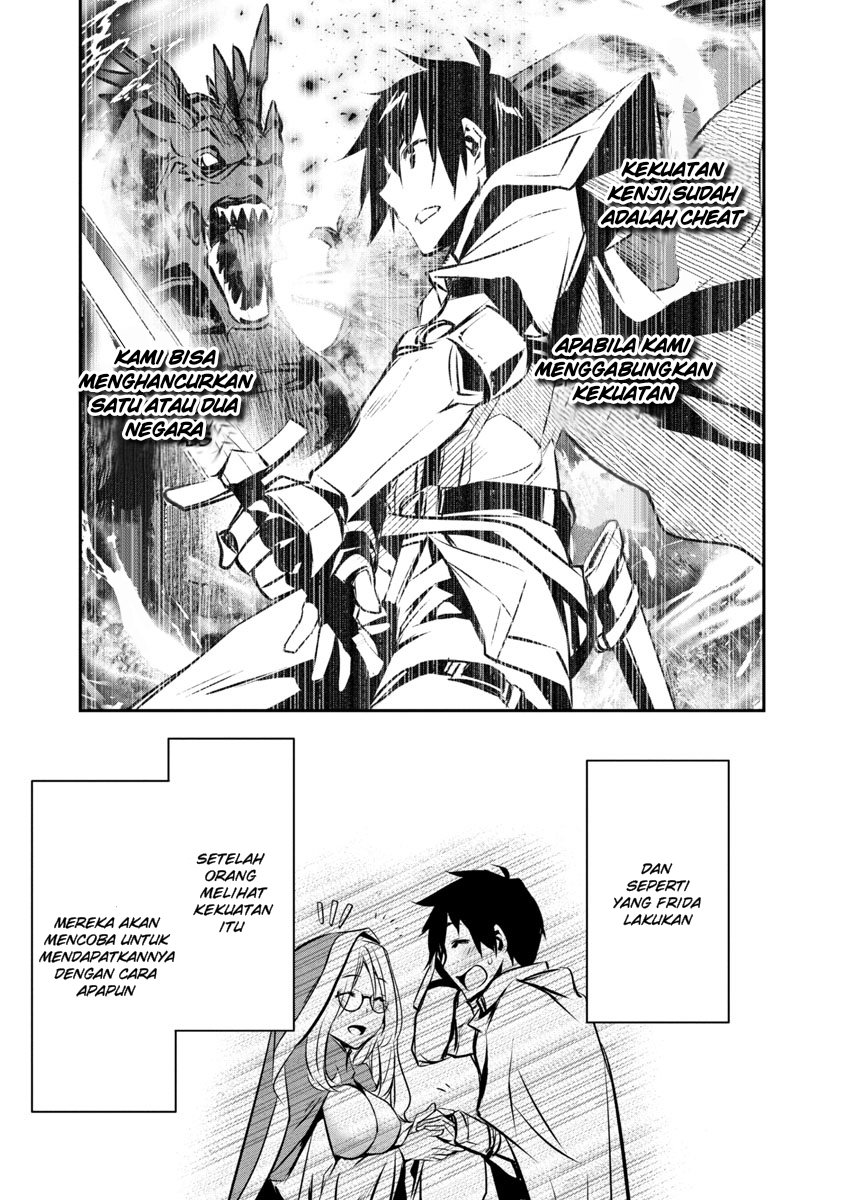 KEKUATAN
KENJI SUDAH
ADALAH CHEAT
APABILA KAMI
MENGGABUNGKAN
KEKUATAN
KAMI BISA
MENGHANCURKAN
SATU ATAU DUA
NEGARA
DAN
SEPERTI
YANG FRIDA
LAKUKAN
SETELAH
ORANG
MELIHAT
KEKUATAN
ITU
MEREKA AKAN
MENCOBA UNTUK
MENDAPATKANNYA
DENGAN CARA
APAPUN